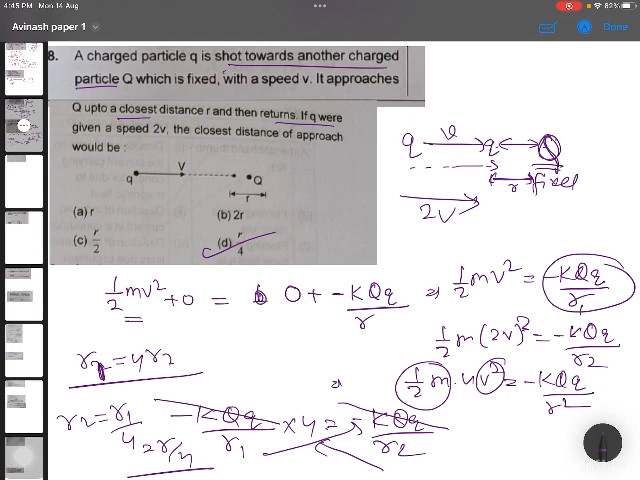 4:45 PM Mon 14 Aug
62%
Avinash paper 1
Done
8. A charged particle q is shot towards another charged
particle Q which is fixed, with a speed v. It approaches
Q upto a closest distance r and then returns. If q were
given a speed 2v, the closest distance of approach
would be :
q V Q
r
(a) r (b) 2r
(c) r/2 (d) r/4
q v q Q
r fixed
2V
1/2 mv² + 0 = 0 + -KQq/r ⇒ 1/2 mv² = -KQq/r1
1/2 m(2v)² = -KQq/r2
r1 = 4r2
⇒ 1/2 m · 4v² = -KQq/r2
r2 = r1/4 = r/4
-KQq/r1 × 4 = -KQq/r2